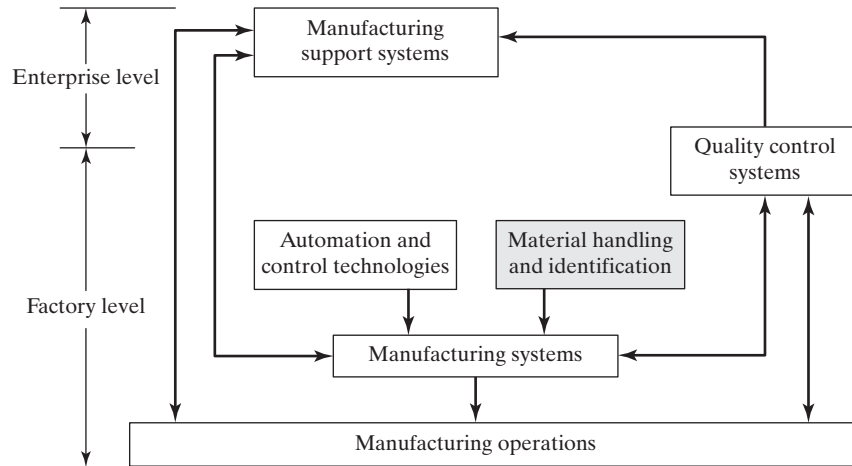 Manufacturing
support systems
Enterprise level
Quality control
systems
Automation and
control technologies
Material handling
and identification
Factory level
Manufacturing systems
Manufacturing operations